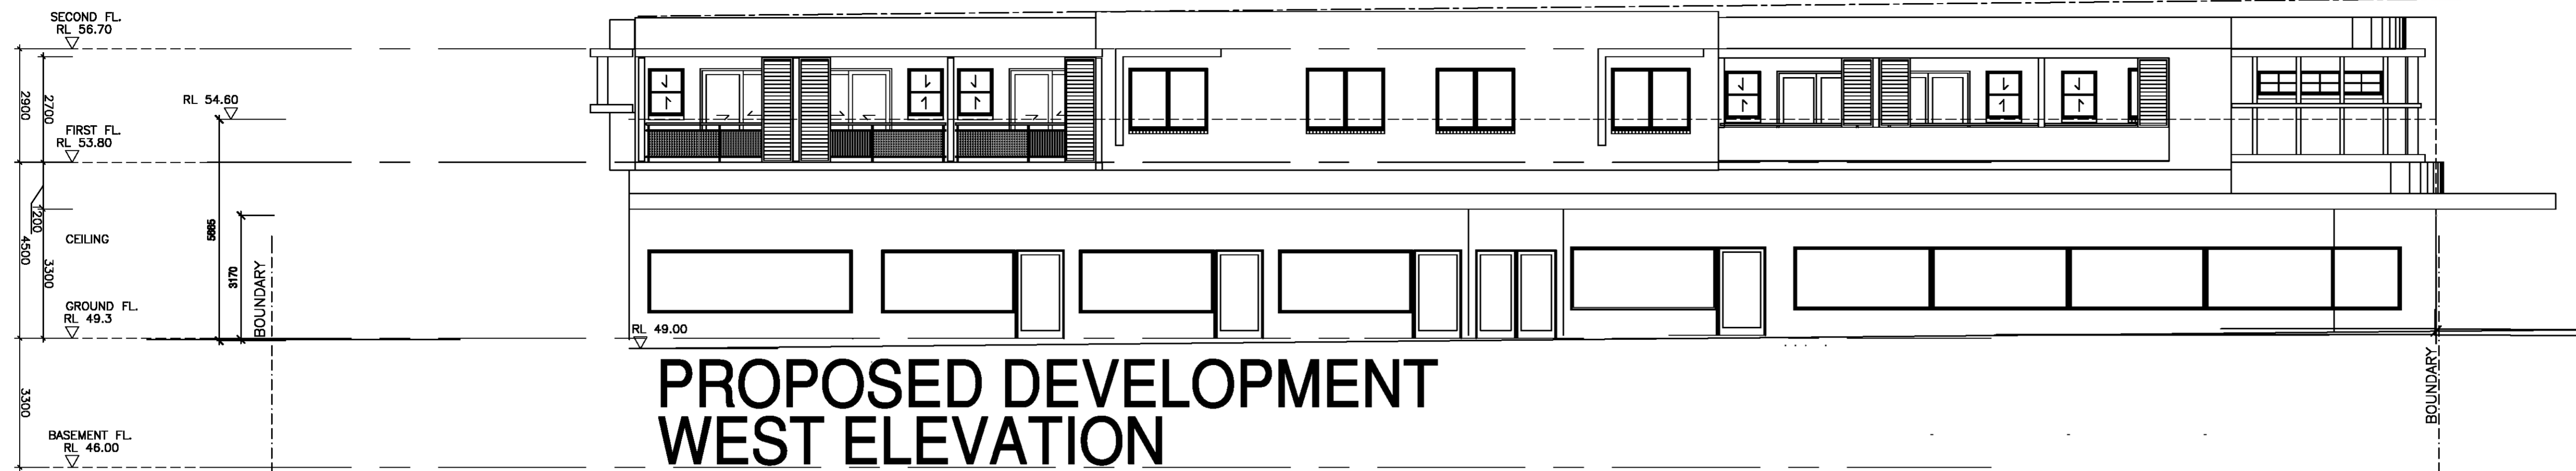 SECOND FL.
RL 56.70
2900
2700
RL 54.60
FIRST FL.
RL 53.80
1200
4500
CEILING
3300
5665
3170
BOUNDARY
GROUND FL.
RL 49.3
RL 49.00
3300
BASEMENT FL.
RL 46.00
PROPOSED DEVELOPMENT
WEST ELEVATION
BOUNDARY